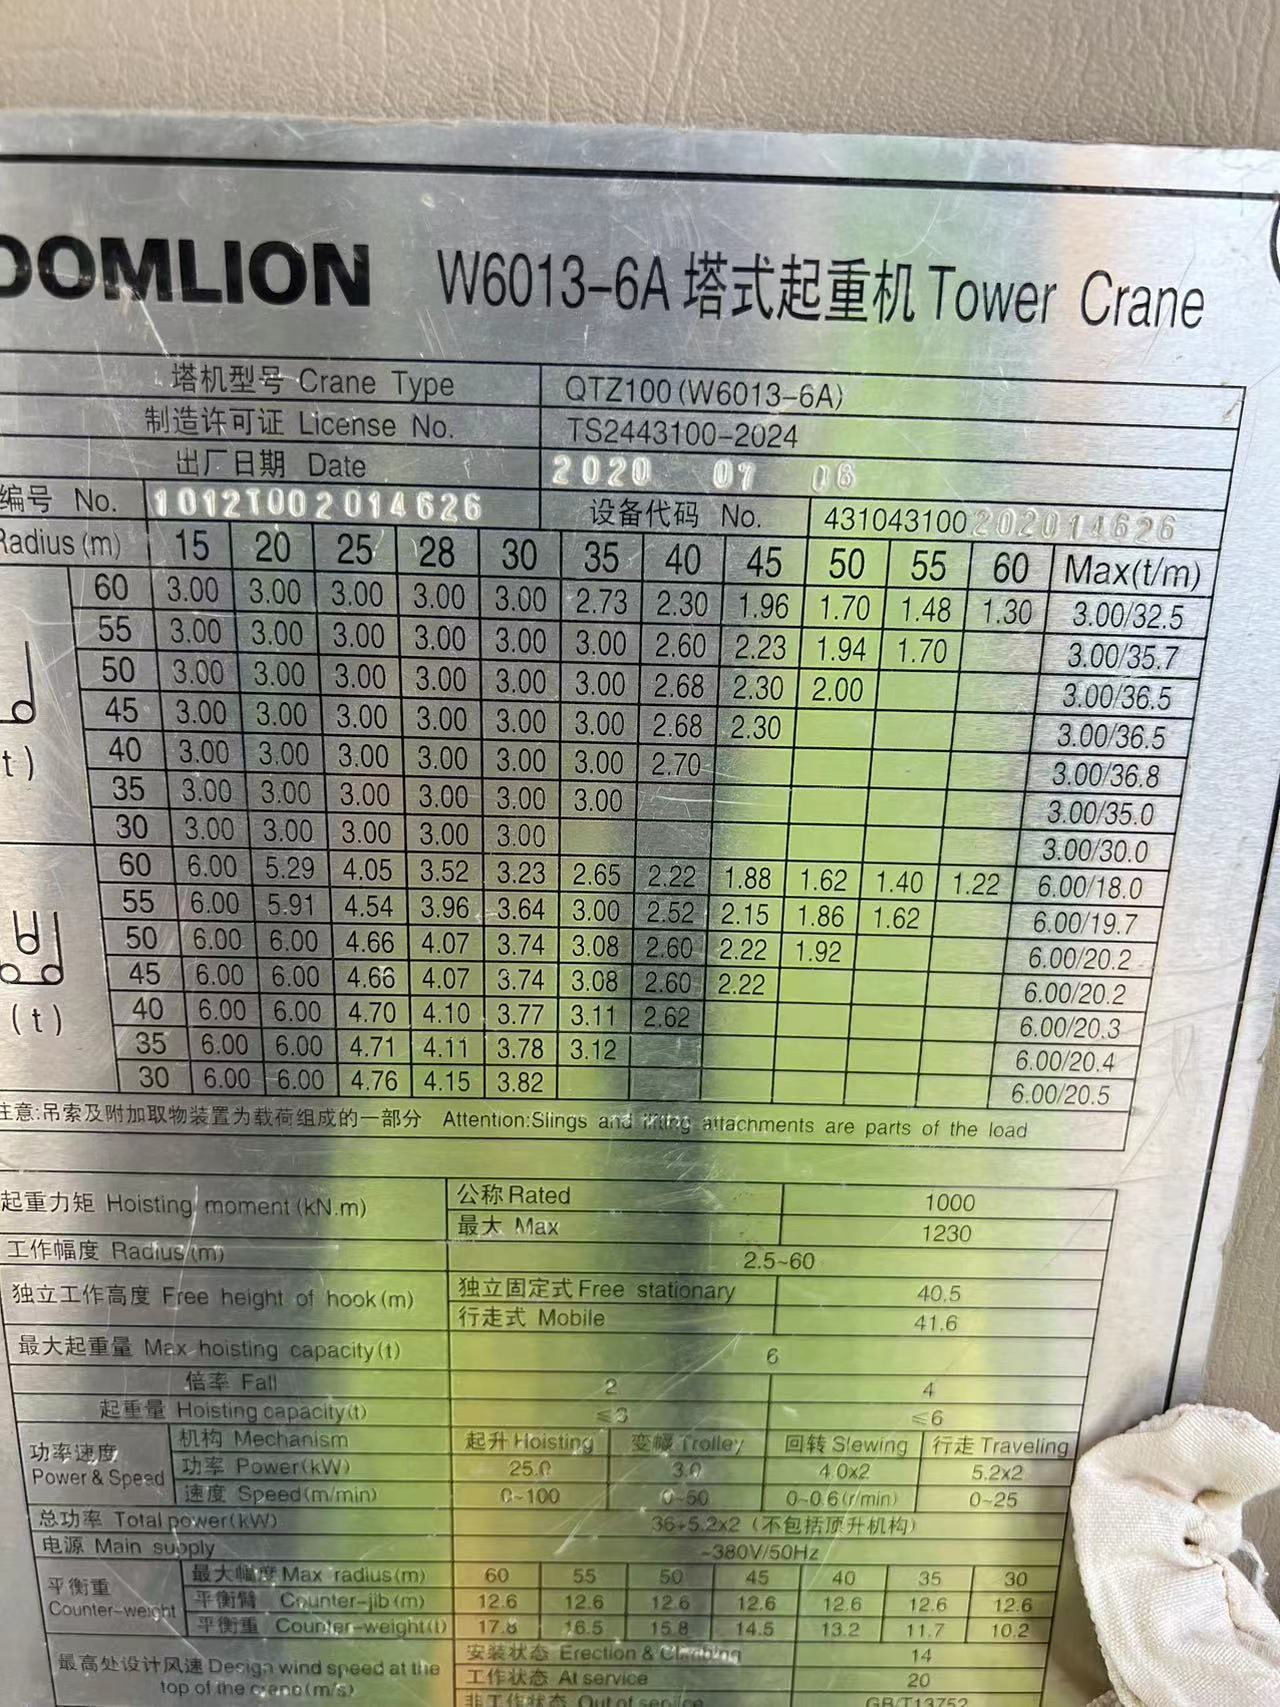 OOMLION W6013-6A 塔式起重机 Tower Crane
塔机型号 Crane Type QTZ100(W6013-6A)
制造许可证 License No. TS2443100-2024
出厂日期 Date 2020 07 06
编号 No. 1012T002014626 设备代码 No. 431043100202014626
Radius(m) 15 20 25 28 30 35 40 45 50 55 60 Max(t/m)
60 3.00 3.00 3.00 3.00 3.00 2.73 2.30 1.96 1.70 1.48 1.30 3.00/32.5
55 3.00 3.00 3.00 3.00 3.00 3.00 2.60 2.23 1.94 1.70 3.00/35.7
50 3.00 3.00 3.00 3.00 3.00 3.00 2.68 2.30 2.00 3.00/36.5
45 3.00 3.00 3.00 3.00 3.00 3.00 2.68 2.30 3.00/36.5
t) 40 3.00 3.00 3.00 3.00 3.00 3.00 2.70 3.00/36.8
35 3.00 3.00 3.00 3.00 3.00 3.00 3.00/35.0
30 3.00 3.00 3.00 3.00 3.00 3.00/30.0
60 6.00 5.29 4.05 3.52 3.23 2.65 2.22 1.88 1.62 1.40 1.22 6.00/18.0
55 6.00 5.91 4.54 3.96 3.64 3.00 2.52 2.15 1.86 1.62 6.00/19.7
50 6.00 6.00 4.66 4.07 3.74 3.08 2.60 2.22 1.92 6.00/20.2
45 6.00 6.00 4.66 4.07 3.74 3.08 2.60 2.22 6.00/20.2
(t) 40 6.00 6.00 4.70 4.10 3.77 3.11 2.62 6.00/20.3
35 6.00 6.00 4.71 4.11 3.78 3.12 6.00/20.4
30 6.00 6.00 4.76 4.15 3.82 6.00/20.5
注意:吊索及附加取物装置为载荷组成的一部分 Attention:Slings and lifting attachments are parts of the load
起重力矩 Hoisting moment(kN.m) 公称 Rated 1000
最大 Max 1230
工作幅度 Radius(m) 2.5~60
独立工作高度 Free height of hook(m) 独立固定式 Free stationary 40.5
行走式 Mobile 41.6
最大起重量 Max hoisting capacity(t) 6
倍率 Fall 2 4
起重量 Hoisting capacity(t) ≤3 ≤6
功率速度 Power & Speed 机构 Mechanism 起升 Hoisting 变幅 Trolley 回转 Slewing 行走 Traveling
功率 Power(kW) 25.0 3.0 4.0x2 5.2x2
速度 Speed(m/min) 0~100 0~50 0~0.6(r/min) 0~25
总功率 Total power(kW) 36+5.2x2 (不包括顶升机构)
电源 Main supply ~380V/50Hz
平衡重 Counter-weight 最大幅度 Max radius(m) 60 55 50 45 40 35 30
平衡臂 Counter-jib(m) 12.6 12.6 12.6 12.6 12.6 12.6 12.6
平衡重 Counter-weight(t) 17.8 16.5 15.8 14.5 13.2 11.7 10.2
最高处设计风速 Design wind speed at the top of the crane(m/s) 安装状态 Erection & Climbing 14
工作状态 At service 20
非工作状态 Out of service GB/T13752